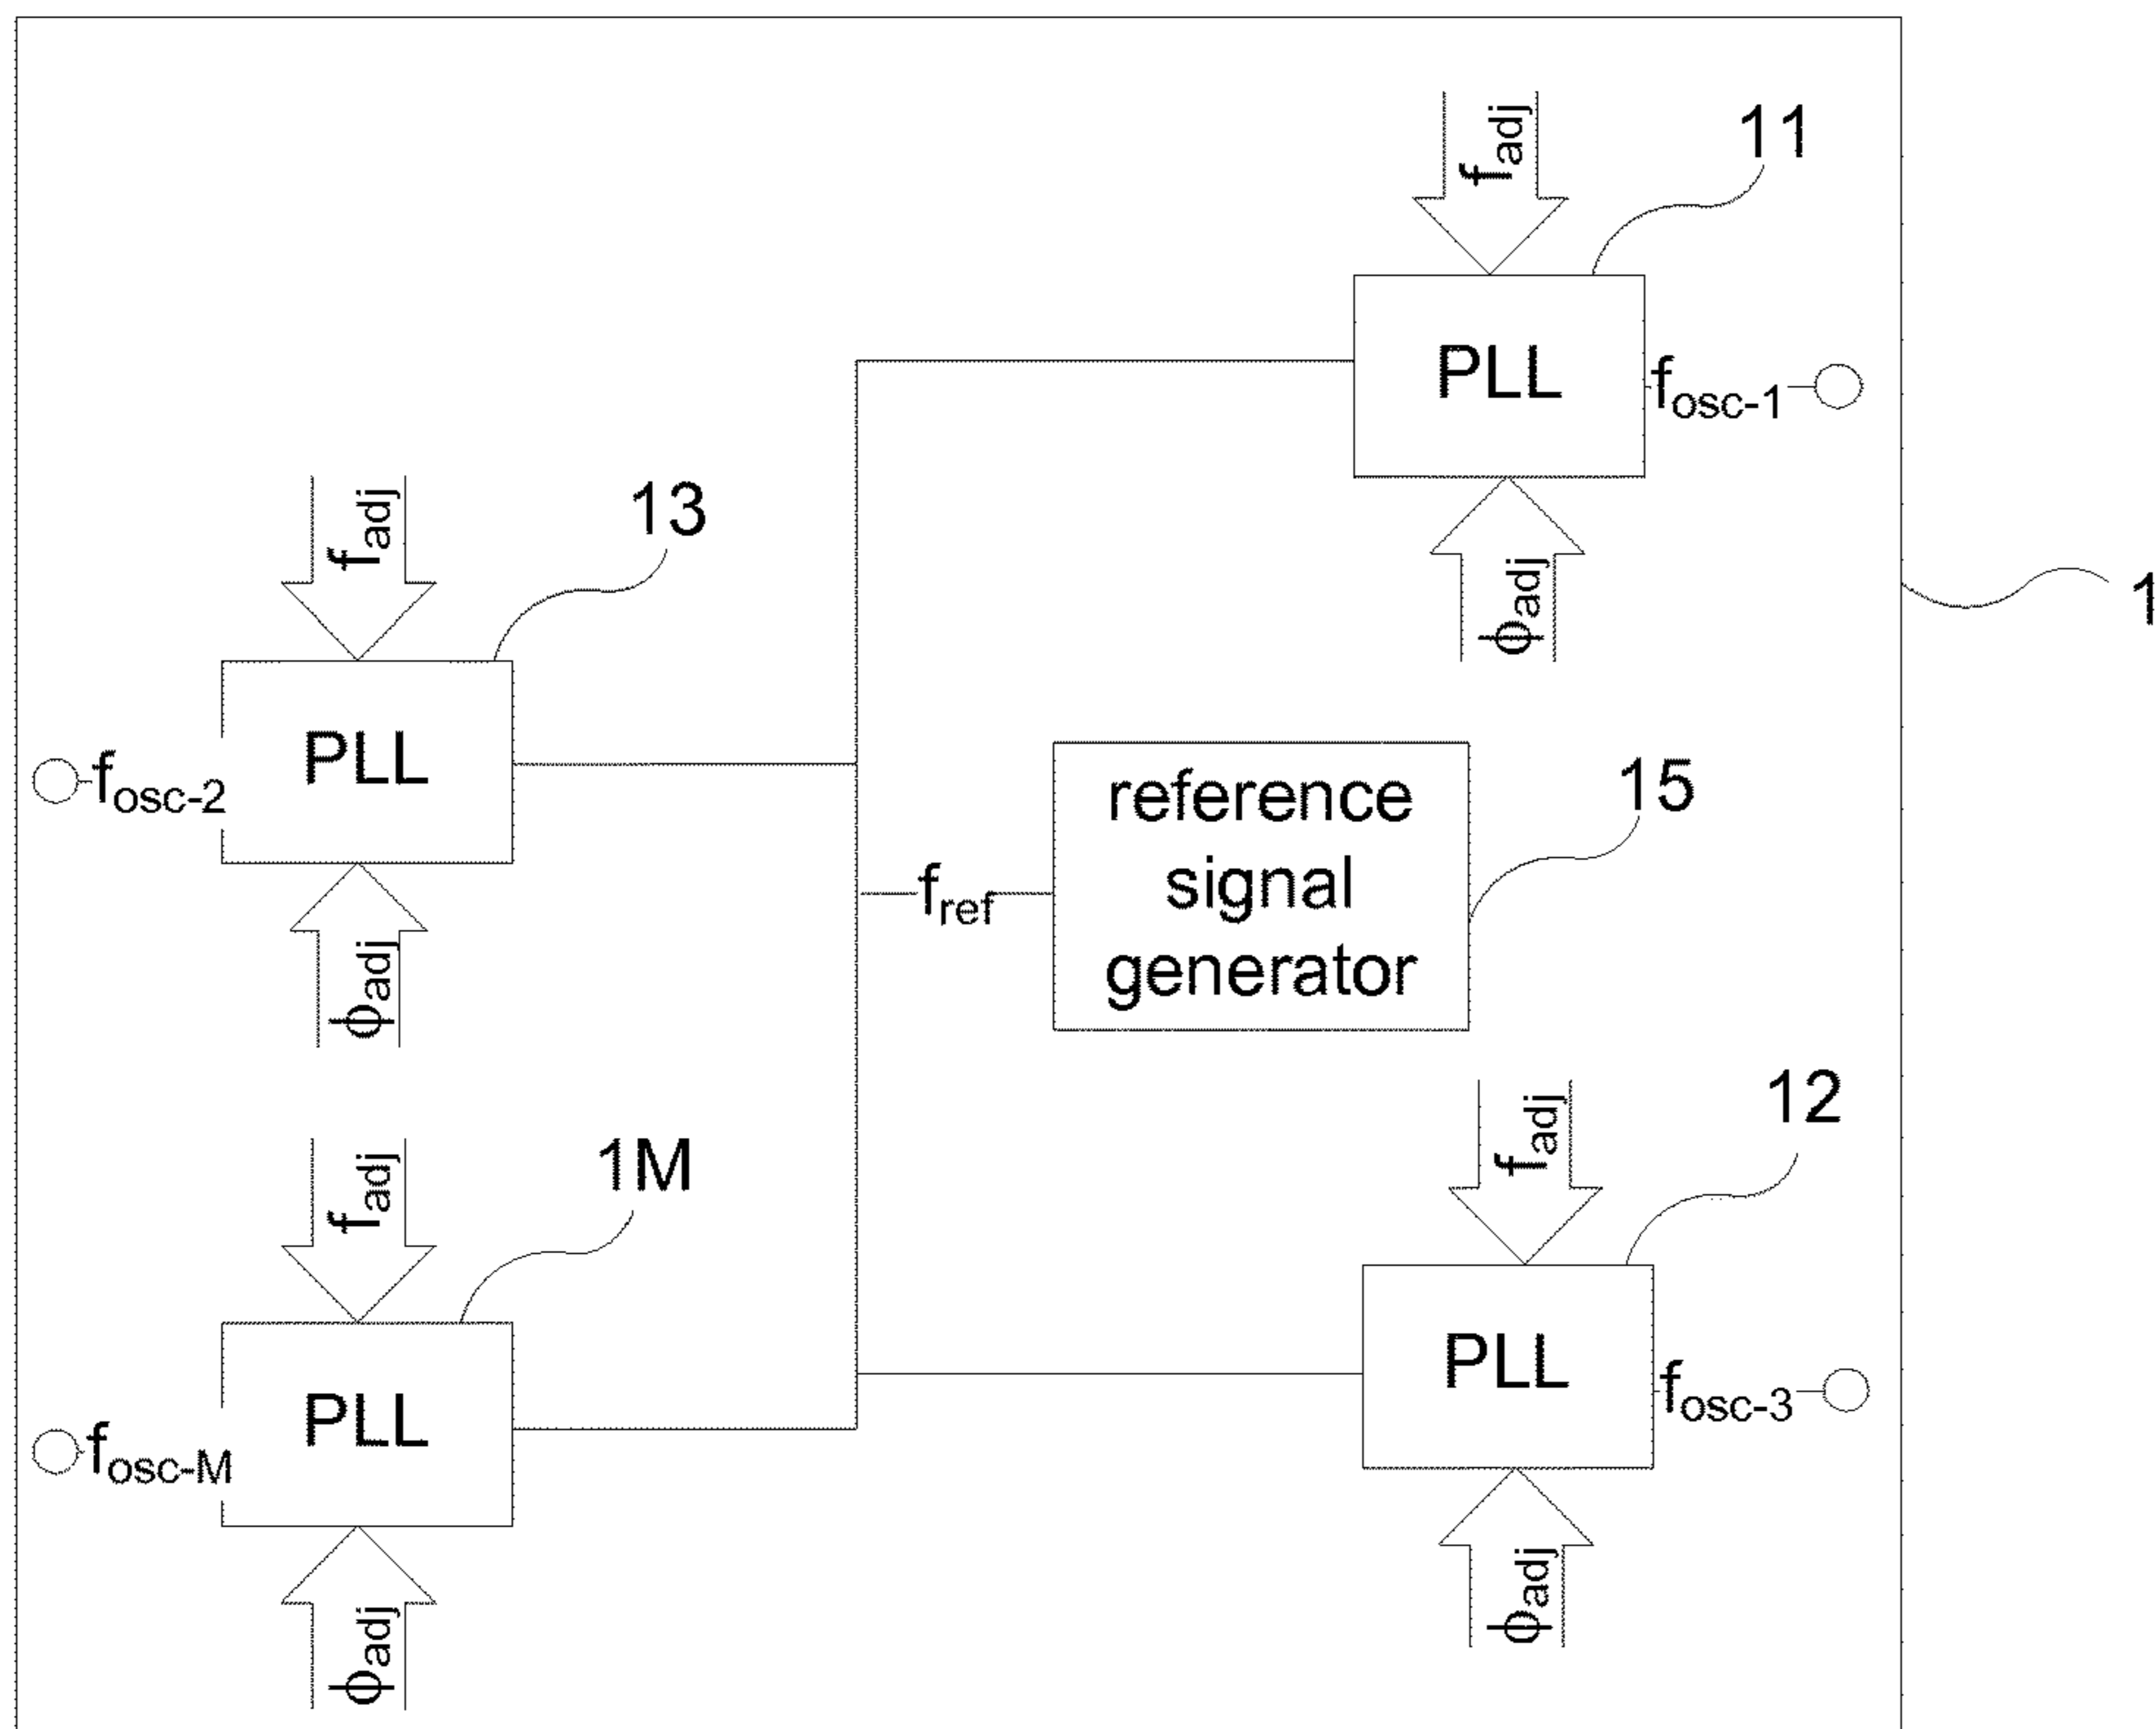 f_adj
11
PLL
f_osc-1
ϕ_adj
1
f_adj
13
PLL
f_osc-2
ϕ_adj
reference
signal
generator
15
f_ref
f_adj
1M
PLL
f_osc-M
ϕ_adj
f_adj
12
PLL
f_osc-3
ϕ_adj